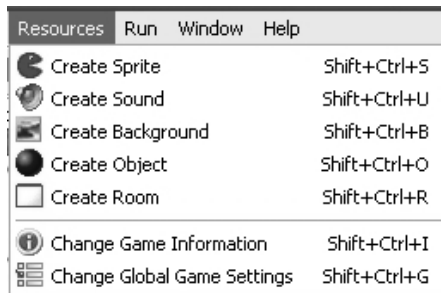 Resources Run Window Help
Create Sprite Shift+Ctrl+S
Create Sound Shift+Ctrl+U
Create Background Shift+Ctrl+B
Create Object Shift+Ctrl+O
Create Room Shift+Ctrl+R
Change Game Information Shift+Ctrl+I
Change Global Game Settings Shift+Ctrl+G